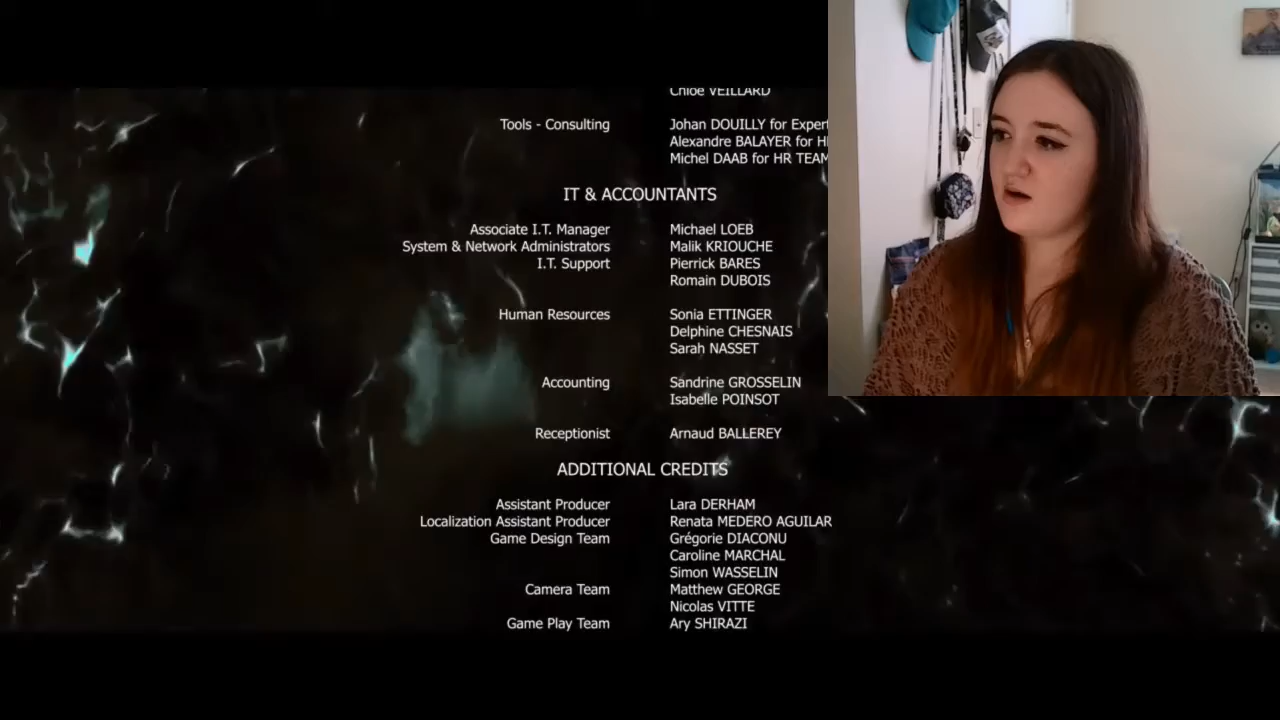 Chloé VEILLARD
Tools - Consulting Johan DOUILLY for Expert
Alexandre BALAYER for
Michel DAAB for HR TEAM
IT & ACCOUNTANTS
Associate I.T. Manager Michael LOEB
System & Network Administrators Malik KRIOUCHE
I.T. Support Pierrick BARES
Romain DUBOIS
Human Resources Sonia ETTINGER
Delphine CHESNAIS
Sarah NASSET
Accounting Sandrine GROSSELIN
Isabelle POINSOT
Receptionist Arnaud BALLEREY
ADDITIONAL CREDITS
Assistant Producer Lara DERHAM
Localization Assistant Producer Renata MEDERO AGUILAR
Game Design Team Grégorie DIACONU
Caroline MARCHAL
Simon WASSELIN
Camera Team Matthew GEORGE
Nicolas VITTE
Game Play Team Ary SHIRAZI